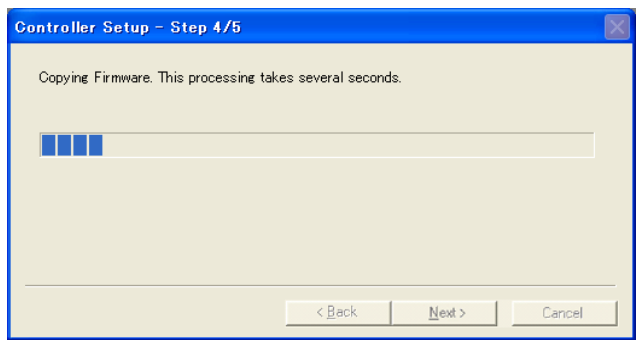 Controller Setup - Step 4/5
Copying Firmware. This processing takes several seconds.
< Back
Next >
Cancel